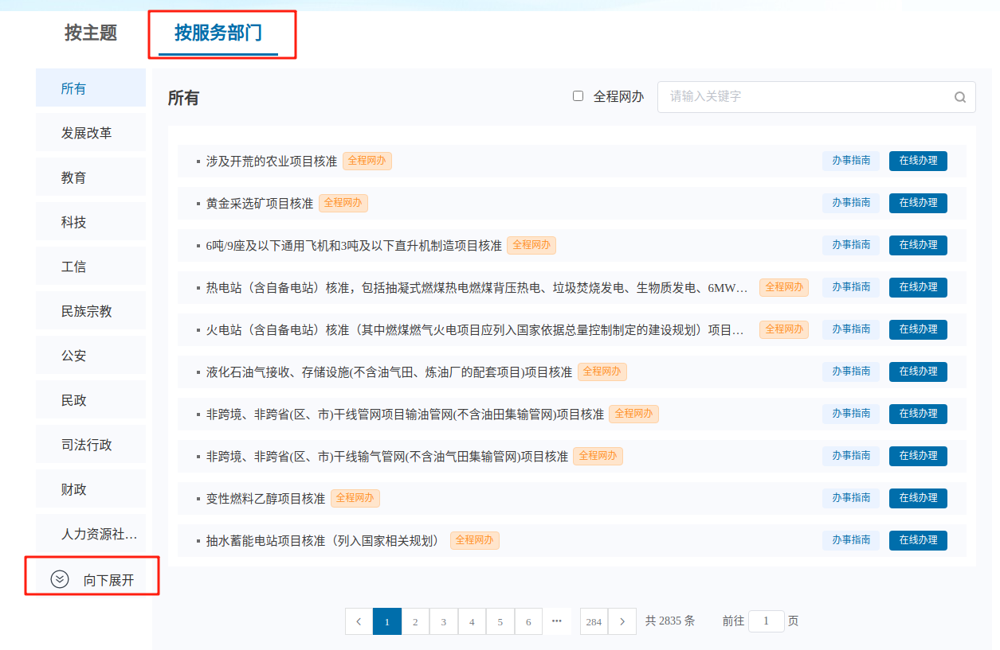 按主题
按服务部门
所有
发展改革
教育
科技
工信
民族宗教
公安
民政
司法行政
财政
人力资源社…
向下展开
所有
全程网办
请输入关键字
涉及开荒的农业项目核准 全程网办 办事指南 在线办理
黄金采选矿项目核准 全程网办 办事指南 在线办理
6吨/9座及以下通用飞机和3吨及以下直升机制造项目核准 全程网办 办事指南 在线办理
热电站（含自备电站）核准，包括抽凝式燃煤热电燃煤背压热电、垃圾焚烧发电、生物质发电、6MW… 全程网办 办事指南 在线办理
火电站（含自备电站）核准（其中燃煤燃气火电项目应列入国家依据总量控制制定的建设规划）项目… 全程网办 办事指南 在线办理
液化石油气接收、存储设施(不含油气田、炼油厂的配套项目)项目核准 全程网办 办事指南 在线办理
非跨境、非跨省(区、市)干线管网项目输油管网(不含油田集输管网)项目核准 全程网办 办事指南 在线办理
非跨境、非跨省(区、市)干线输气管网(不含油气田集输管网)项目核准 全程网办 办事指南 在线办理
变性燃料乙醇项目核准 全程网办 办事指南 在线办理
抽水蓄能电站项目核准（列入国家相关规划） 全程网办 办事指南 在线办理
1 2 3 4 5 6 ··· 284 共 2835 条 前往 1 页